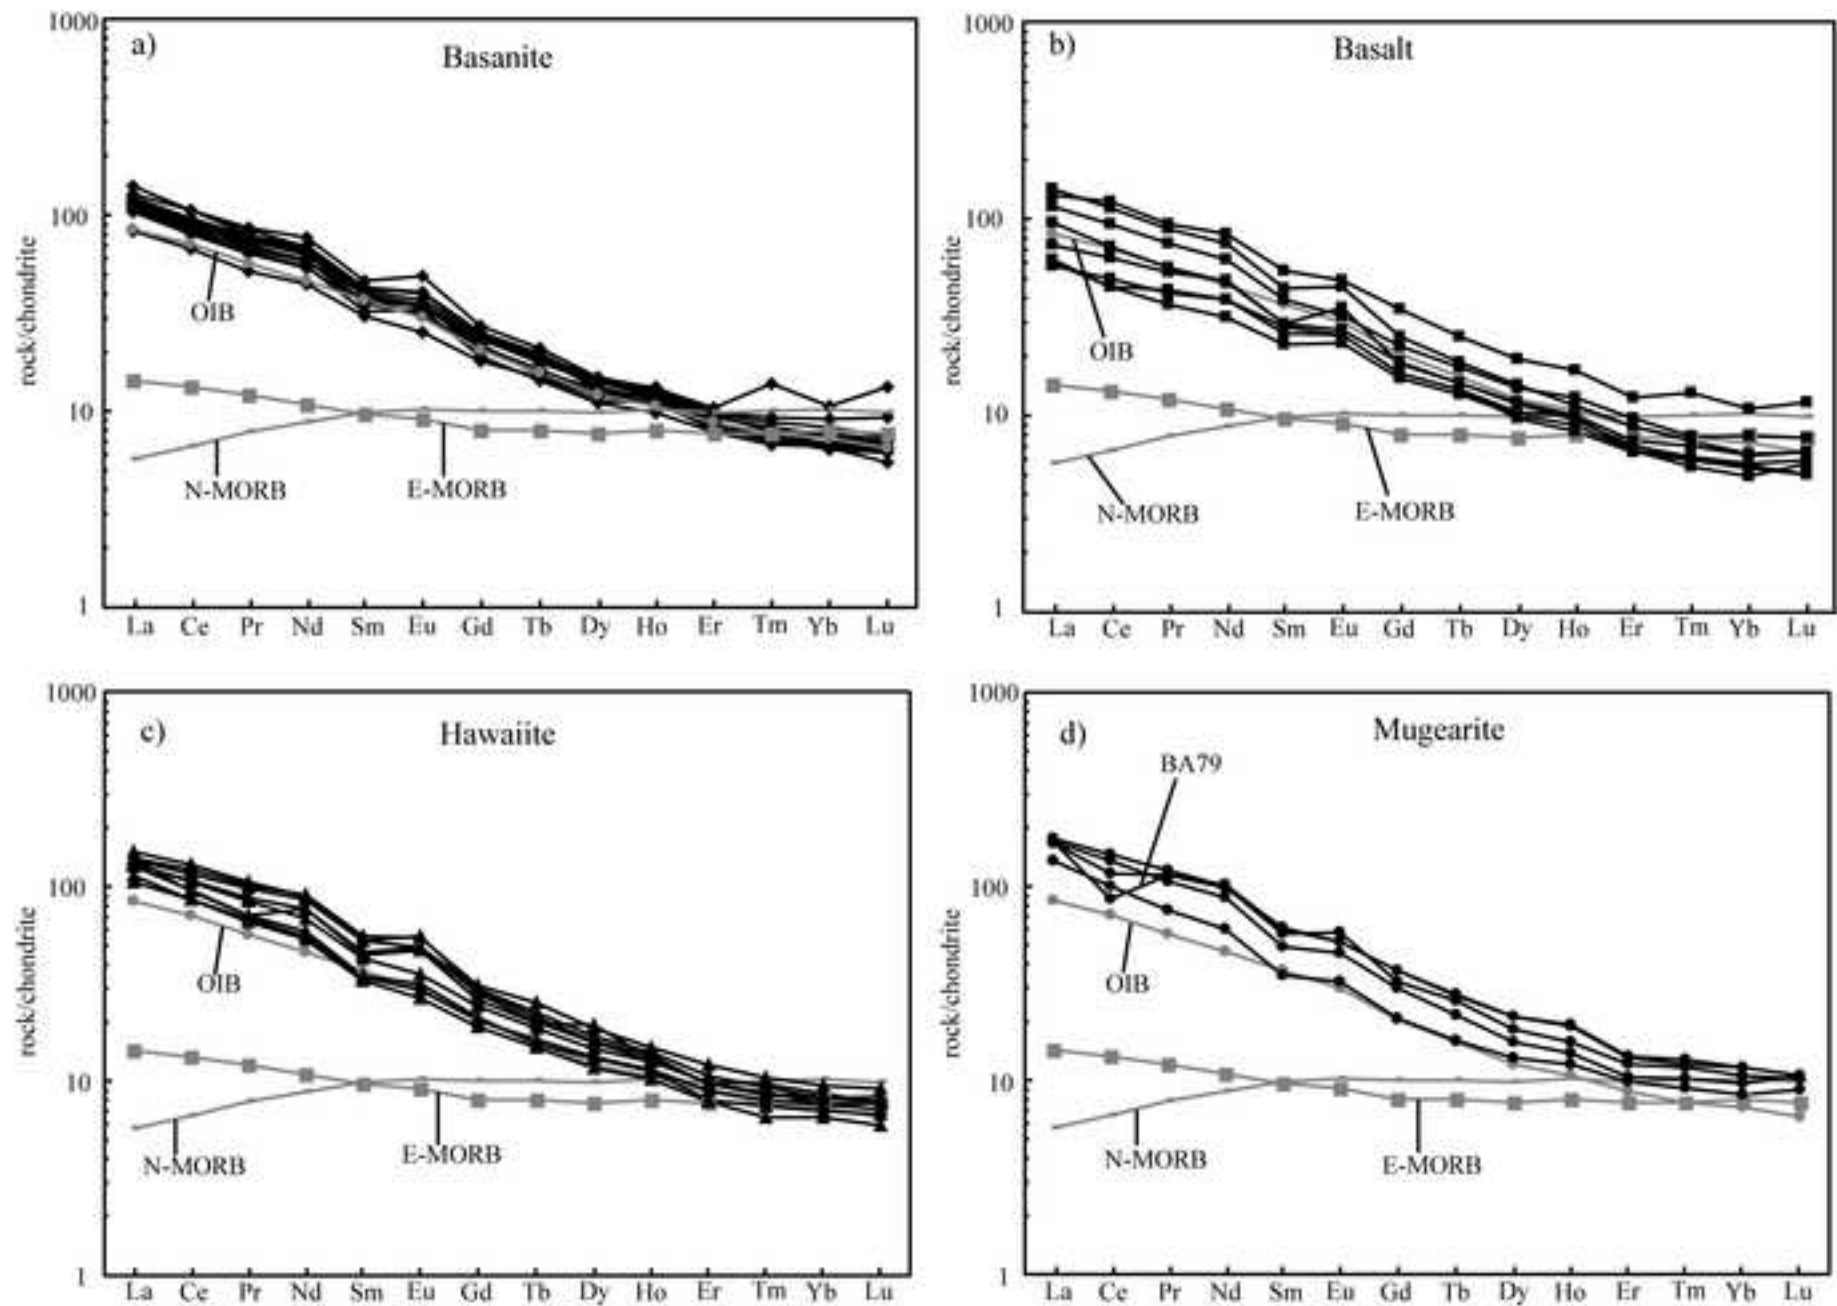 a) Basanite
1000
100
10
1
rock/chondrite
OIB
N-MORB
E-MORB
La Ce Pr Nd Sm Eu Gd Tb Dy Ho Er Tm Yb Lu
b) Basalt
1000
100
10
1
rock/chondrite
OIB
N-MORB
E-MORB
La Ce Pr Nd Sm Eu Gd Tb Dy Ho Er Tm Yb Lu
c) Hawaiite
1000
100
10
1
rock/chondrite
OIB
N-MORB
E-MORB
La Ce Pr Nd Sm Eu Gd Tb Dy Ho Er Tm Yb Lu
d) Mugearite
1000
100
10
1
rock/chondrite
BA79
OIB
N-MORB
E-MORB
La Ce Pr Nd Sm Eu Gd Tb Dy Ho Er Tm Yb Lu